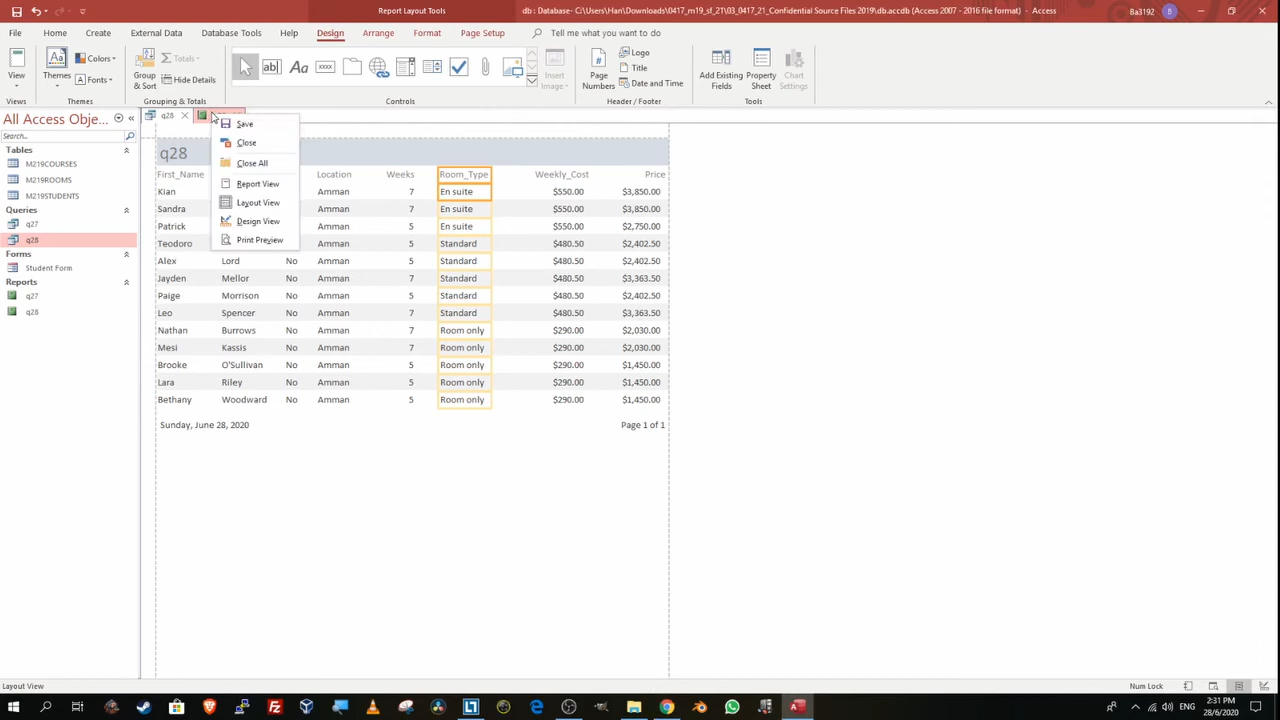 Report Layout Tools
db : Database- C:\Users\Han\Downloads\0417_m19_sf_21\03_0417_21_Confidential Source Files 2019\db.accdb (Access 2007 - 2016 file format) - Access
Ba3192 B
File Home Create External Data Database Tools Help Design Arrange Format Page Setup Tell me what you want to do
View Themes Colors Fonts Group & Sort Totals Hide Details ab| Aa xxxx Insert Image Page Numbers Logo Title Date and Time Add Existing Fields Property Sheet Chart Settings
Views Themes Grouping & Totals Controls Header / Footer Tools
All Access Obje...
Search...
Tables
M219COURSES
M219ROOMS
M219STUDENTS
Queries
q27
q28
Forms
Student Form
Reports
q27
q28
q28
Save
Close
Close All
Report View
Layout View
Design View
Print Preview
q28
First_Name Location Weeks Room_Type Weekly_Cost Price
Kian Amman 7 En suite $550.00 $3,850.00
Sandra Amman 7 En suite $550.00 $3,850.00
Patrick Amman 5 En suite $550.00 $2,750.00
Teodoro Amman 5 Standard $480.50 $2,402.50
Alex Lord No Amman 5 Standard $480.50 $2,402.50
Jayden Mellor No Amman 7 Standard $480.50 $3,363.50
Paige Morrison No Amman 5 Standard $480.50 $2,402.50
Leo Spencer No Amman 7 Standard $480.50 $3,363.50
Nathan Burrows No Amman 7 Room only $290.00 $2,030.00
Mesi Kassis No Amman 7 Room only $290.00 $2,030.00
Brooke O'Sullivan No Amman 5 Room only $290.00 $1,450.00
Lara Riley No Amman 5 Room only $290.00 $1,450.00
Bethany Woodward No Amman 5 Room only $290.00 $1,450.00
Sunday, June 28, 2020 Page 1 of 1
Layout View Num Lock
ENG 2:31 PM
28/6/2020